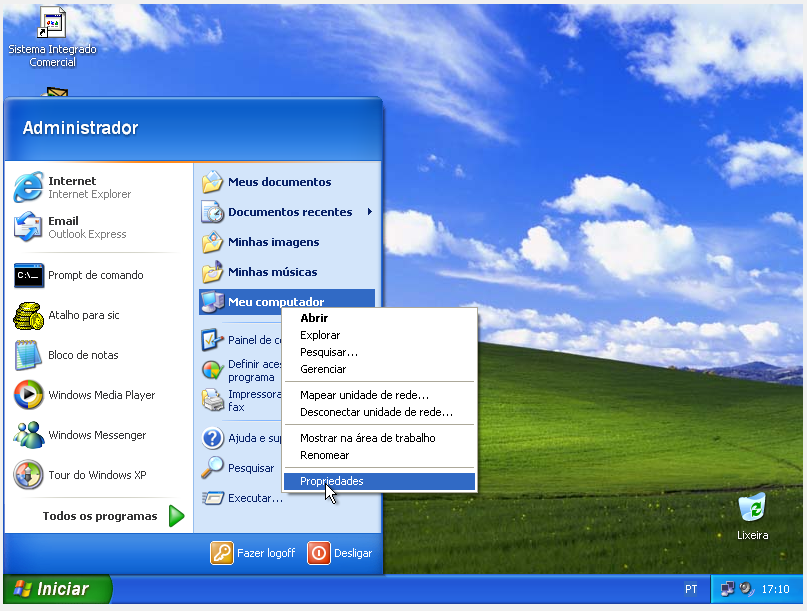 Sistema Integrado
Comercial
Administrador
Internet
Internet Explorer
Email
Outlook Express
Prompt de comando
Atalho para sic
Bloco de notas
Windows Media Player
Windows Messenger
Tour do Windows XP
Todos os programas
Meus documentos
Documentos recentes
Minhas imagens
Minhas músicas
Meu computador
Painel de c
Definir aces
programa
Impressora
fax
Ajuda e sup
Pesquisar
Executar...
Abrir
Explorar
Pesquisar...
Gerenciar
Mapear unidade de rede...
Desconectar unidade de rede...
Mostrar na área de trabalho
Renomear
Propriedades
Fazer logoff
Desligar
Lixeira
Iniciar
PT
17:10